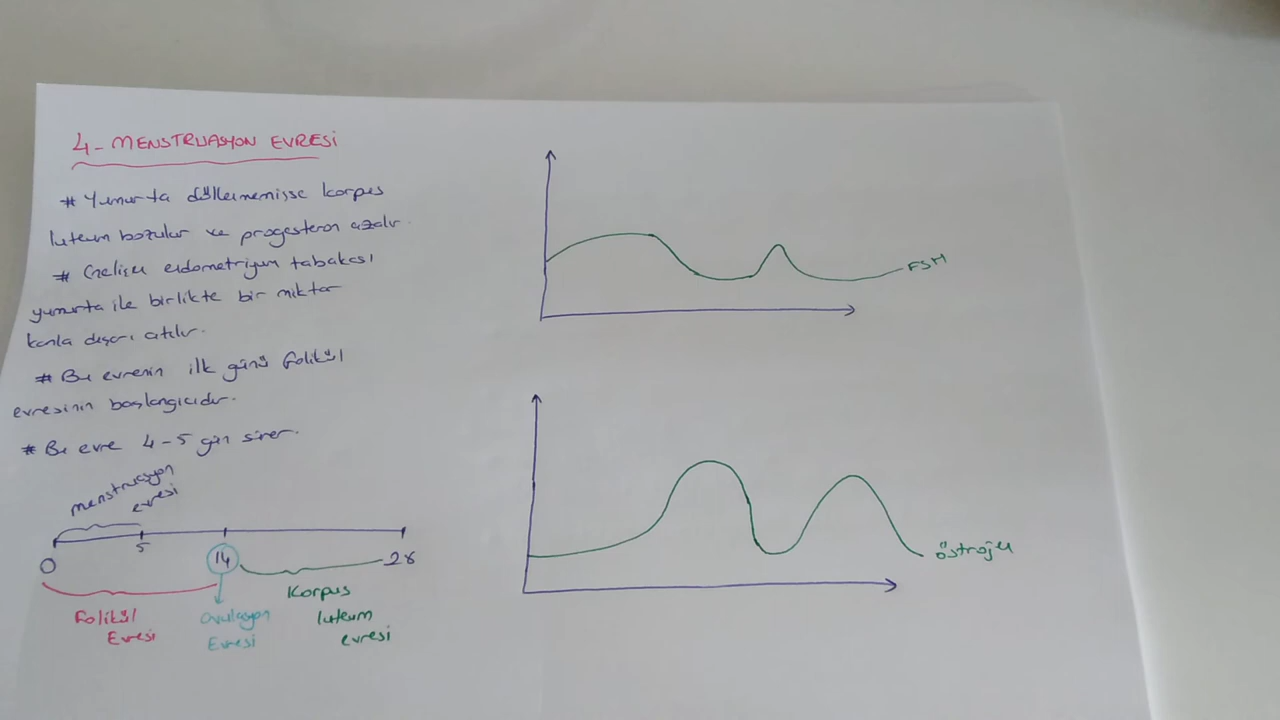 4- MENSTRUASYON EVRESİ
# Yumurta döllenmemişse korpus
luteum bozulur ve progesteron azalır.
# Gelişen endometriyum tabakası
yumurta ile birlikte bir miktar
kanla dışarı atılır.
# Bu evrenin ilk günü folikül
evresinin başlangıcıdır.
# Bu evre 4-5 gün sürer.
menstruasyon
evresi
0
5
14
28
Folikül
Evresi
Ovulasyon
Evresi
Korpus
luteum
evresi
FSH
östrojen